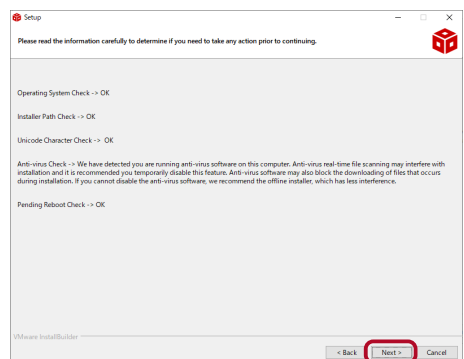 Setup
Please read the information carefully to determine if you need to take any action prior to continuing.
Operating System Check -> OK
Installer Path Check -> OK
Unicode Character Check -> OK
Anti-virus Check -> We have detected you are running anti-virus software on this computer. Anti-virus real-time file scanning may interfere with
installation and it is recommended you temporarily disable this feature. Anti-virus software may also block the downloading of files that occurs
during installation. If you cannot disable the anti-virus software, we recommend the offline installer, which has less interference.
Pending Reboot Check -> OK
VMware InstallBuilder
< Back Next > Cancel